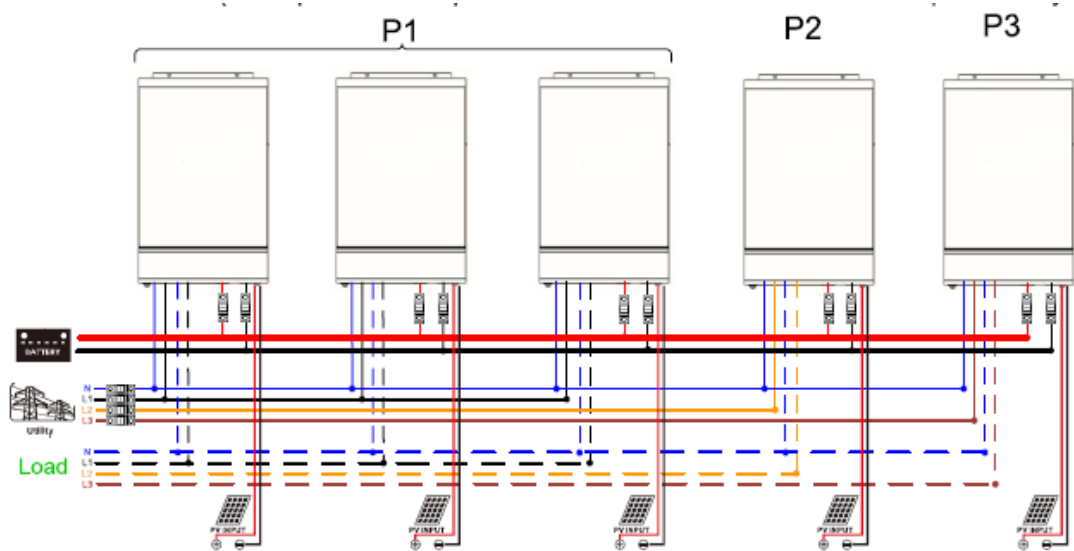 P1
P2
P3
BATTERY
N
L1
L2
L3
Utility
Load
N
L1
L2
L3
PV INPUT
PV INPUT
PV INPUT
PV INPUT
PV INPUT